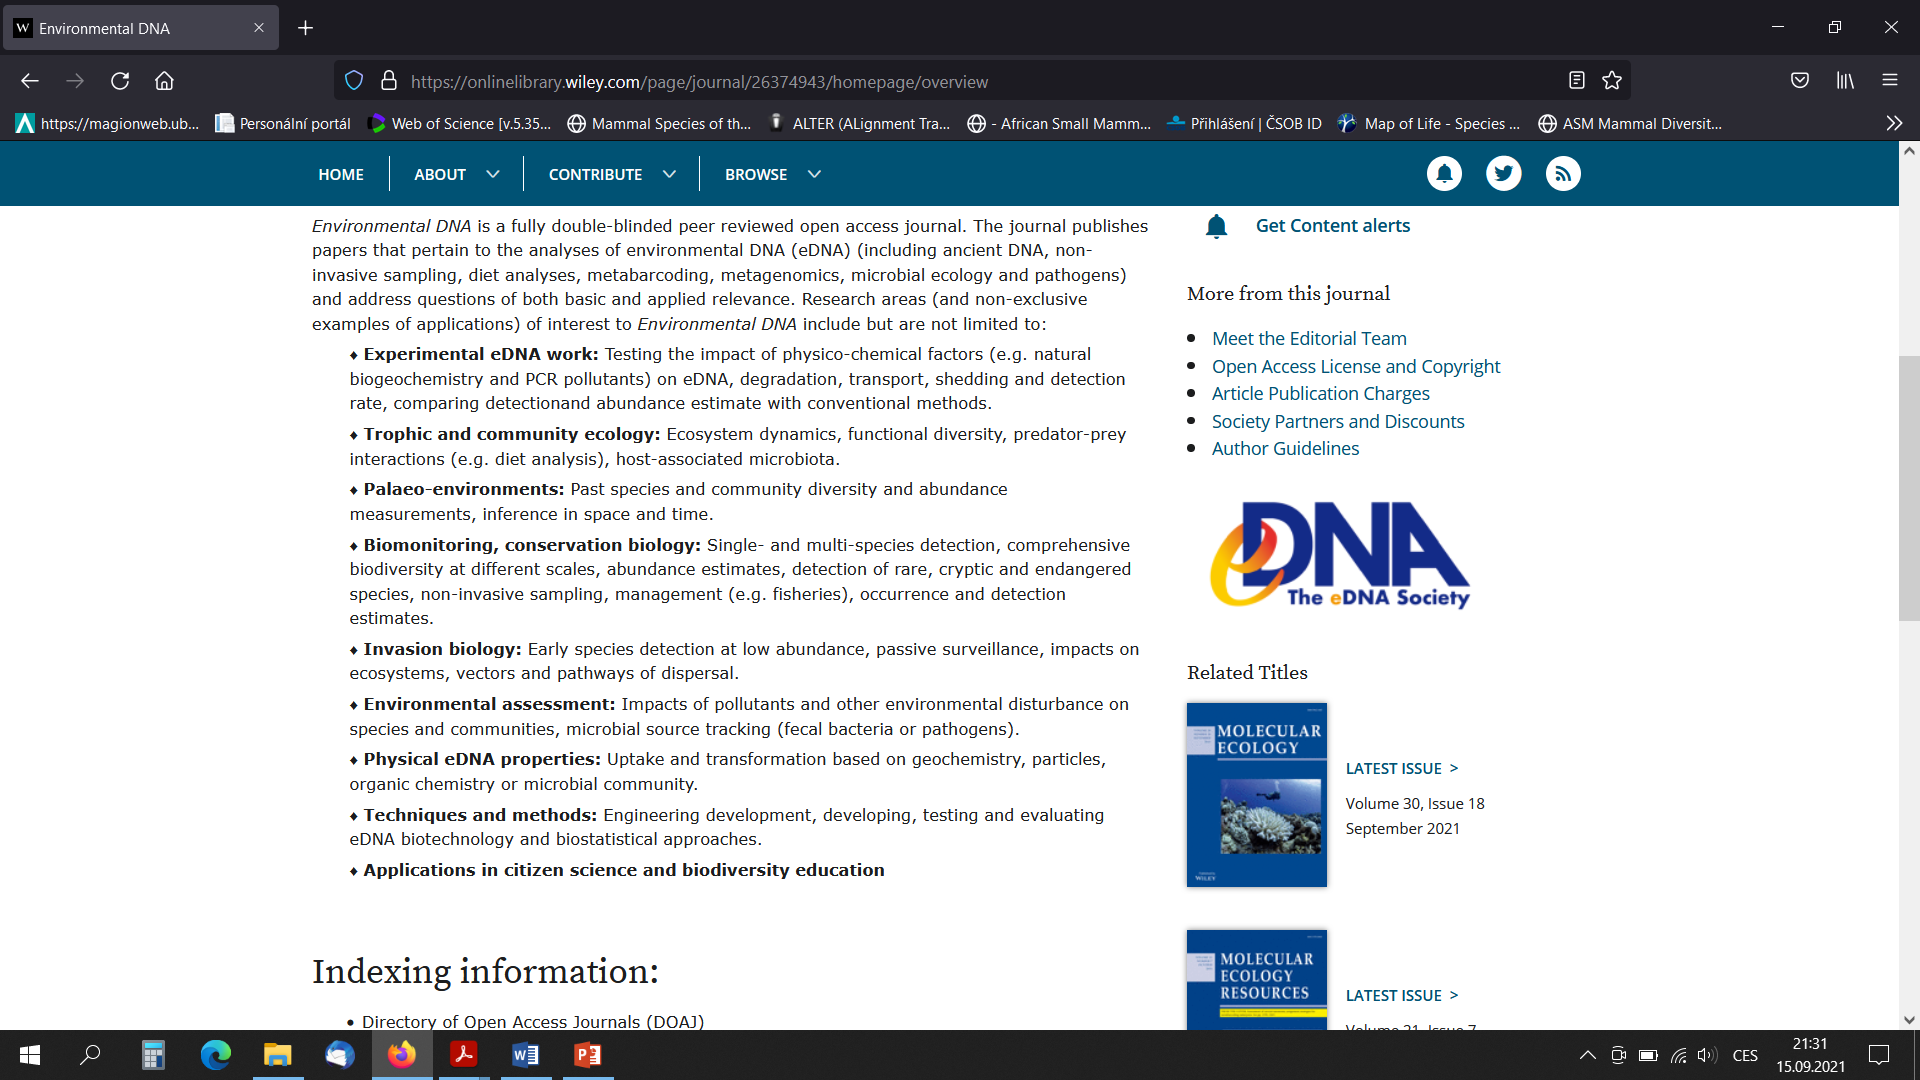 W Environmental DNA
https://onlinelibrary.wiley.com/page/journal/26374943/homepage/overview
https://magionweb.ub... Personální portál Web of Science [v.5.35... Mammal Species of th... ALTER (ALignment Tra... - African Small Mamm... Přihlášení | ČSOB ID Map of Life - Species ... ASM Mammal Diversit...
HOME ABOUT CONTRIBUTE BROWSE
Environmental DNA is a fully double-blinded peer reviewed open access journal. The journal publishes
papers that pertain to the analyses of environmental DNA (eDNA) (including ancient DNA, non-
invasive sampling, diet analyses, metabarcoding, metagenomics, microbial ecology and pathogens)
and address questions of both basic and applied relevance. Research areas (and non-exclusive
examples of applications) of interest to Environmental DNA include but are not limited to:
♦ Experimental eDNA work: Testing the impact of physico-chemical factors (e.g. natural
biogeochemistry and PCR pollutants) on eDNA, degradation, transport, shedding and detection
rate, comparing detectionand abundance estimate with conventional methods.
♦ Trophic and community ecology: Ecosystem dynamics, functional diversity, predator-prey
interactions (e.g. diet analysis), host-associated microbiota.
♦ Palaeo-environments: Past species and community diversity and abundance
measurements, inference in space and time.
♦ Biomonitoring, conservation biology: Single- and multi-species detection, comprehensive
biodiversity at different scales, abundance estimates, detection of rare, cryptic and endangered
species, non-invasive sampling, management (e.g. fisheries), occurrence and detection
estimates.
♦ Invasion biology: Early species detection at low abundance, passive surveillance, impacts on
ecosystems, vectors and pathways of dispersal.
♦ Environmental assessment: Impacts of pollutants and other environmental disturbance on
species and communities, microbial source tracking (fecal bacteria or pathogens).
♦ Physical eDNA properties: Uptake and transformation based on geochemistry, particles,
organic chemistry or microbial community.
♦ Techniques and methods: Engineering development, developing, testing and evaluating
eDNA biotechnology and biostatistical approaches.
♦ Applications in citizen science and biodiversity education
Indexing information:
• Directory of Open Access Journals (DOAJ)
Get Content alerts
More from this journal
• Meet the Editorial Team
• Open Access License and Copyright
• Article Publication Charges
• Society Partners and Discounts
• Author Guidelines
eDNA
The eDNA Society
Related Titles
MOLECULAR
ECOLOGY
WILEY
LATEST ISSUE >
Volume 30, Issue 18
September 2021
MOLECULAR
ECOLOGY
RESOURCES
LATEST ISSUE >
Volume 21, Issue 7
CES
21:31
15.09.2021